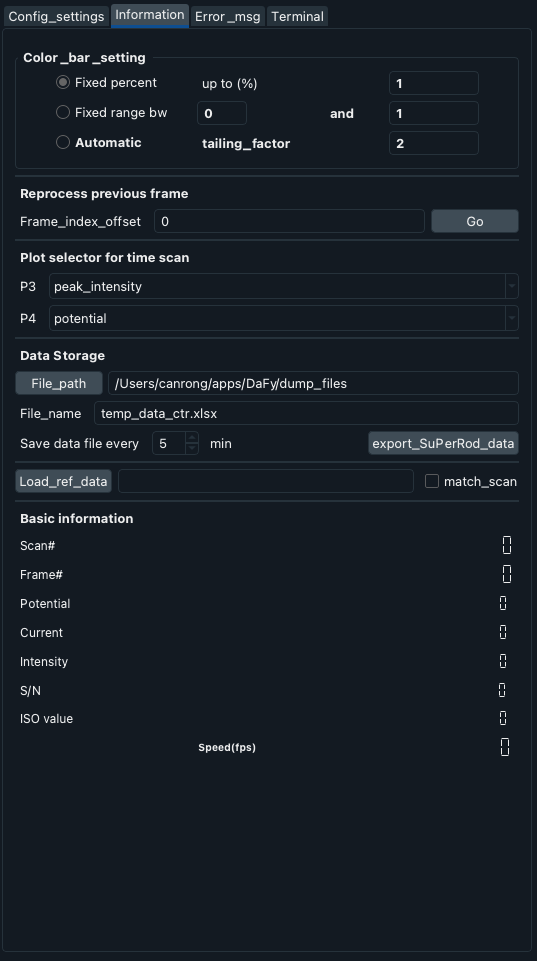 Config_settings Information Error_msg Terminal
Color_bar_setting
Fixed percent up to (%) 1
Fixed range bw 0 and 1
Automatic tailing_factor 2
Reprocess previous frame
Frame_index_offset 0 Go
Plot selector for time scan
P3 peak_intensity
P4 potential
Data Storage
File_path /Users/canrong/apps/DaFy/dump_files
File_name temp_data_ctr.xlsx
Save data file every 5 min export_SuPerRod_data
Load_ref_data match_scan
Basic information
Scan# 0
Frame# 0
Potential 0
Current 0
Intensity 0
S/N 0
ISO value 0
Speed(fps) 0